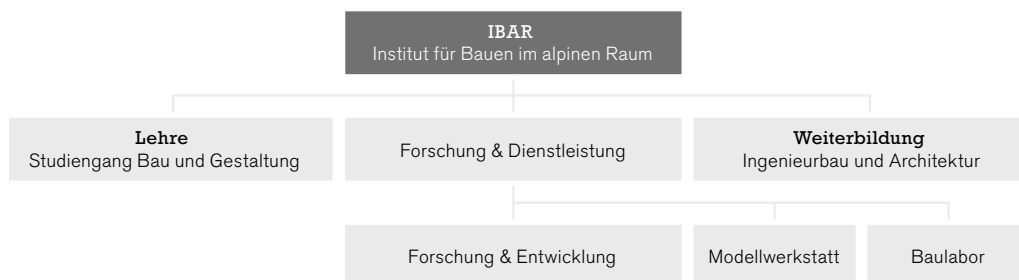 IBAR
Institut für Bauen im alpinen Raum
Lehre
Studiengang Bau und Gestaltung
Forschung & Dienstleistung
Weiterbildung
Ingenieurbau und Architektur
Forschung & Entwicklung
Modellwerkstatt
Baulabor